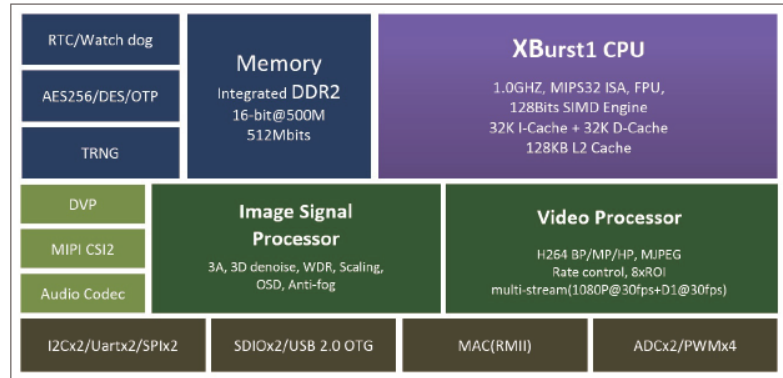 RTC/Watch dog
AES256/DES/OTP
TRNG
Memory
Integrated DDR2
16-bit@500M
512Mbits
XBurst1 CPU
1.0GHZ, MIPS32 ISA, FPU,
128Bits SIMD Engine
32K I-Cache + 32K D-Cache
128KB L2 Cache
DVP
MIPI CSI2
Audio Codec
Image Signal
Processor
3A, 3D denoise, WDR, Scaling,
OSD, Anti-fog
Video Processor
H264 BP/MP/HP, MJPEG
Rate control, 8xROI
multi-stream(1080P@30fps+D1@30fps)
I2Cx2/Uartx2/SPIx2
SDIOx2/USB 2.0 OTG
MAC(RMII)
ADCx2/PWMx4